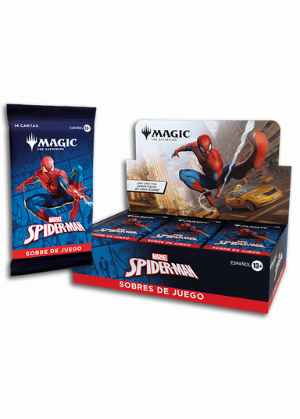 14 CARTAS
ESPAÑOL 13+
MAGIC
THE GATHERING
MARVEL
SPIDER-MAN
SOBRES DE JUEGO
MAGIC
THE GATHERING
MARVEL
SPIDER-MAN
ESPAÑOL 13+
SOBRES DE JUEGO